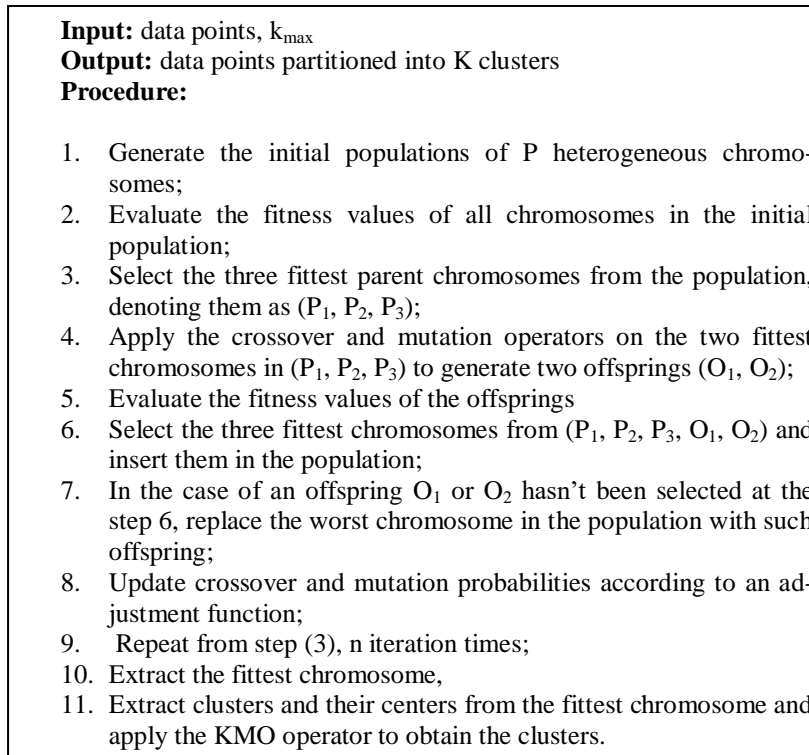 Input: data points, kmax
Output: data points partitioned into K clusters
Procedure:
1. Generate the initial populations of P heterogeneous chromo-
somes;
2. Evaluate the fitness values of all chromosomes in the initial
population;
3. Select the three fittest parent chromosomes from the population,
denoting them as (P1, P2, P3);
4. Apply the crossover and mutation operators on the two fittest
chromosomes in (P1, P2, P3) to generate two offsprings (O1, O2);
5. Evaluate the fitness values of the offsprings
6. Select the three fittest chromosomes from (P1, P2, P3, O1, O2) and
insert them in the population;
7. In the case of an offspring O1 or O2 hasn't been selected at the
step 6, replace the worst chromosome in the population with such
offspring;
8. Update crossover and mutation probabilities according to an ad-
justment function;
9. Repeat from step (3), n iteration times;
10. Extract the fittest chromosome,
11. Extract clusters and their centers from the fittest chromosome and
apply the KMO operator to obtain the clusters.